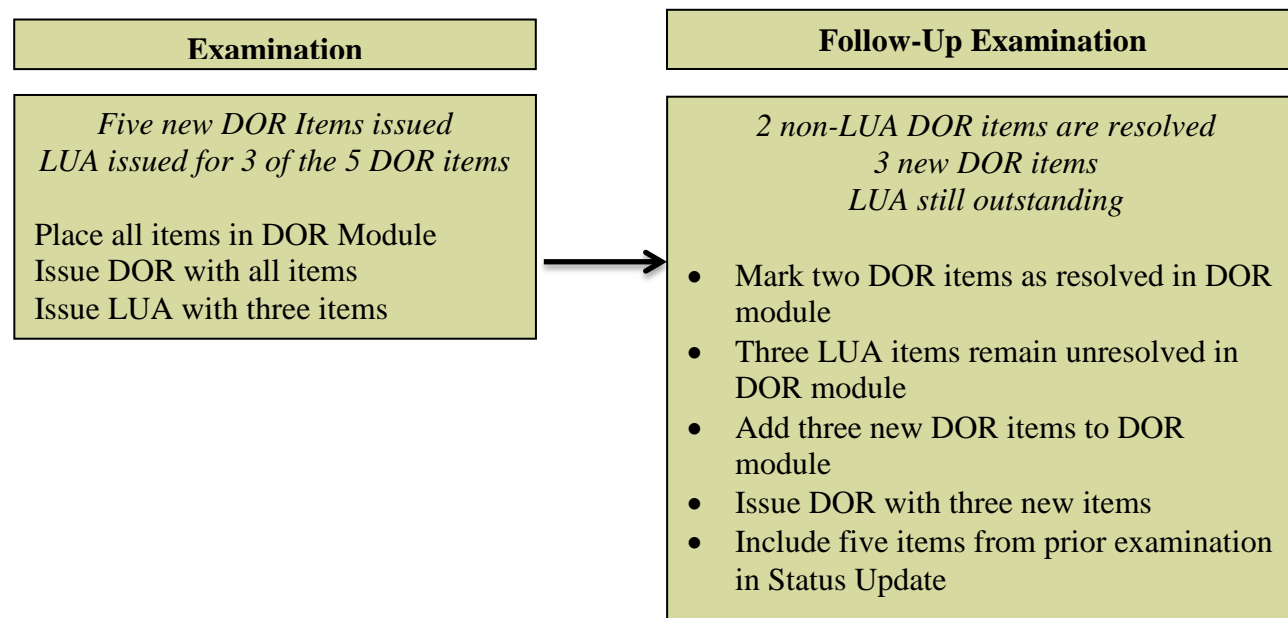 Examination
Five new DOR Items issued
LUA issued for 3 of the 5 DOR items
Place all items in DOR Module
Issue DOR with all items
Issue LUA with three items
Follow-Up Examination
2 non-LUA DOR items are resolved
3 new DOR items
LUA still outstanding
• Mark two DOR items as resolved in DOR
module
• Three LUA items remain unresolved in
DOR module
• Add three new DOR items to DOR
module
• Issue DOR with three new items
• Include five items from prior examination
in Status Update